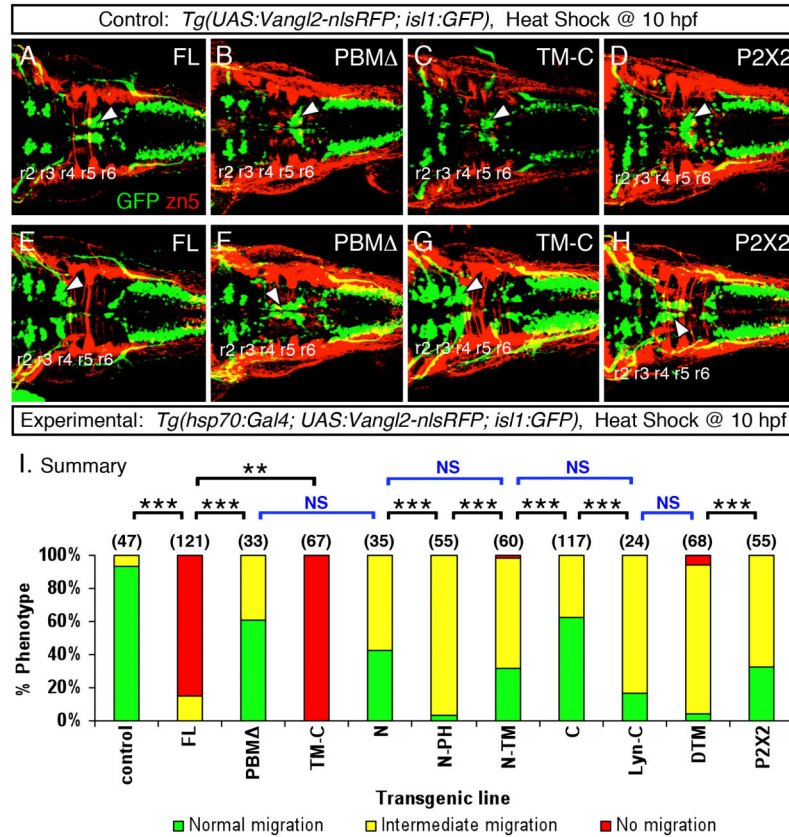 Control: Tg(UAS:Vangl2-nlsRFP; isl1:GFP), Heat Shock @ 10 hpf
A FL
B PBMΔ
C TM-C
D P2X2
r2 r3 r4 r5 r6
r2 r3 r4 r5 r6
r2 r3 r4 r5 r6
r2 r3 r4 r5 r6
GFP zn5
E FL
F PBMΔ
G TM-C
H P2X2
r2 r3 r4 r5 r6
r2 r3 r4 r5 r6
r2 r3 r4 r5 r6
r2 r3 r4 r5 r6
Experimental: Tg(hsp70:Gal4; UAS:Vangl2-nlsRFP; isl1:GFP), Heat Shock @ 10 hpf
I. Summary
** NS NS
*** *** NS *** *** *** *** NS ***
(47) (121) (33) (67) (35) (55) (60) (117) (24) (68) (55)
100%
80%
60%
40%
20%
0%
% Phenotype
control FL PBMΔ TM-C N N-PH N-TM C Lyn-C DTM P2X2
Transgenic line
Normal migration Intermediate migration No migration